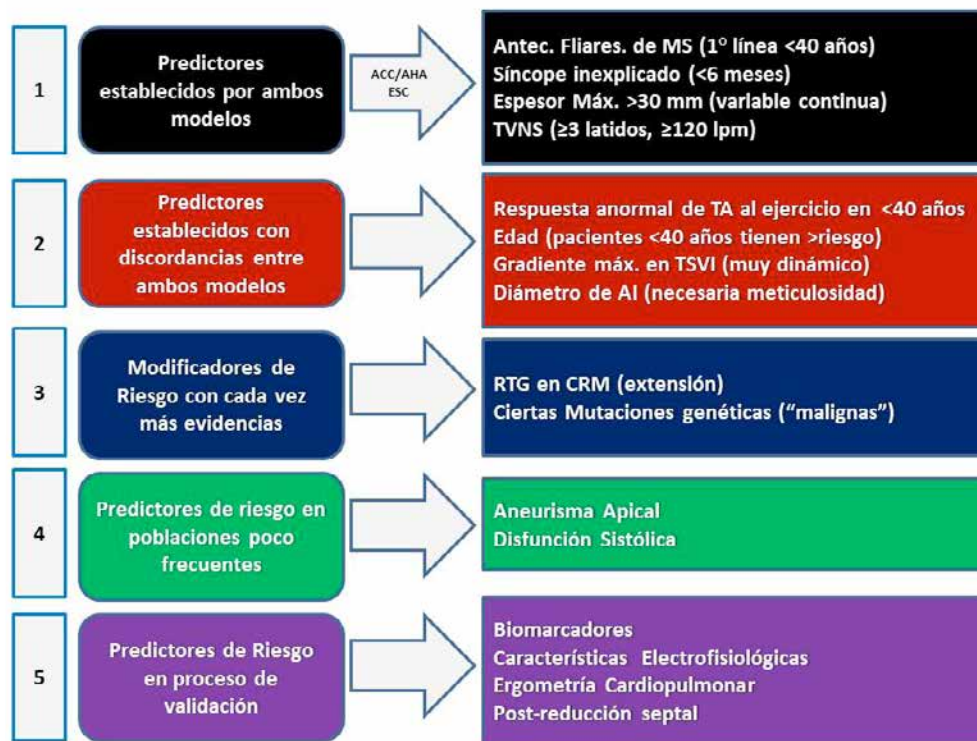 1
Predictores
establecidos por ambos
modelos
ACC/AHA
ESC
Antec. Fliares. de MS (1° línea <40 años)
Síncope inexplicado (<6 meses)
Espesor Máx. >30 mm (variable continua)
TVNS (≥3 latidos, ≥120 lpm)
2
Predictores
establecidos con
discordancias entre
ambos modelos
Respuesta anormal de TA al ejercicio en <40 años
Edad (pacientes <40 años tienen >riesgo)
Gradiente máx. en TSVI (muy dinámico)
Diámetro de AI (necesaria meticulosidad)
3
Modificadores de
Riesgo con cada vez
más evidencias
RTG en CRM (extensión)
Ciertas Mutaciones genéticas (“malignas”)
4
Predictores de riesgo en
poblaciones poco
frecuentes
Aneurisma Apical
Disfunción Sistólica
5
Predictores de Riesgo
en proceso de
validación
Biomarcadores
Características Electrofisiológicas
Ergometría Cardiopulmonar
Post-reducción septal